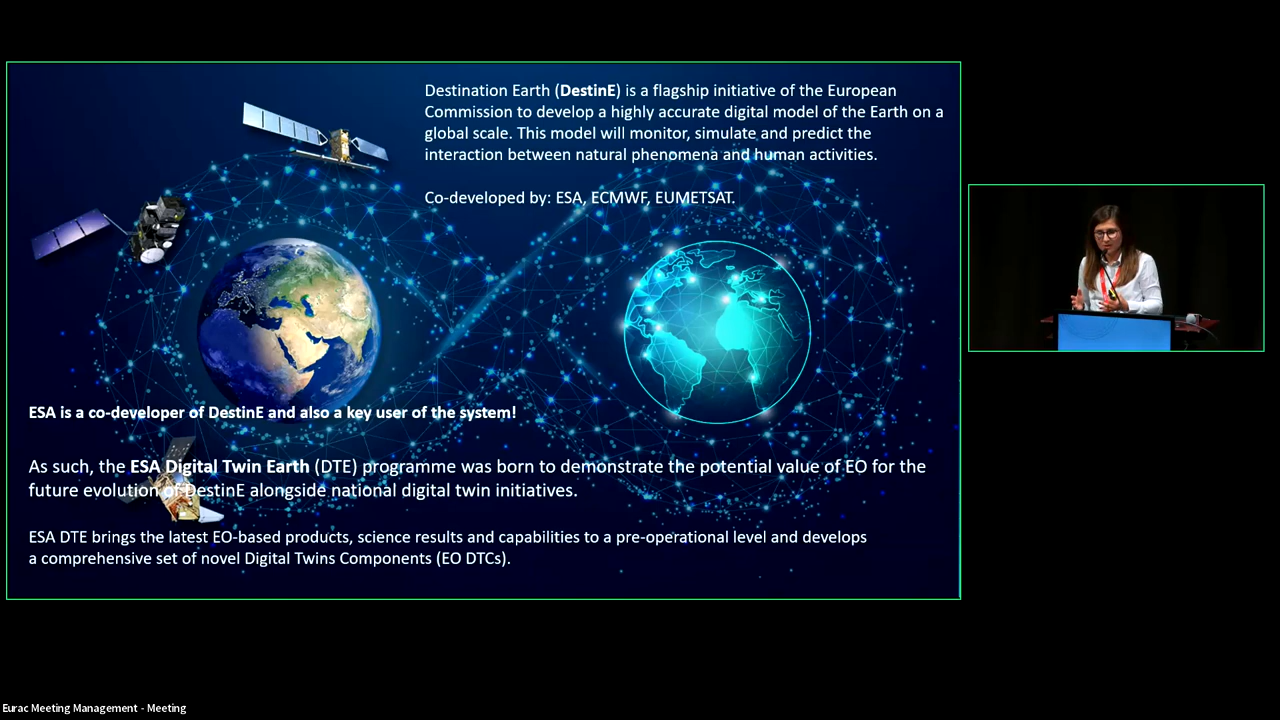 Destination Earth (DestinE) is a flagship initiative of the European
Commission to develop a highly accurate digital model of the Earth on a
global scale. This model will monitor, simulate and predict the
interaction between natural phenomena and human activities.
Co-developed by: ESA, ECMWF, EUMETSAT.
ESA is a co-developer of DestinE and also a key user of the system!
As such, the ESA Digital Twin Earth (DTE) programme was born to demonstrate the potential value of EO for the
future evolution of DestinE alongside national digital twin initiatives.
ESA DTE brings the latest EO-based products, science results and capabilities to a pre-operational level and develops
a comprehensive set of novel Digital Twins Components (EO DTCs).
Eurac Meeting Management - Meeting